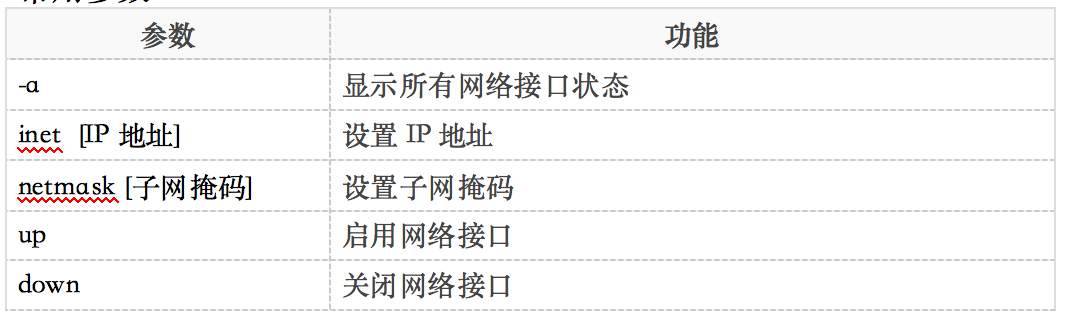 参数 功能
-a 显示所有网络接口状态
inet [IP 地址] 设置 IP 地址
netmask [子网掩码] 设置子网掩码
up 启用网络接口
down 关闭网络接口